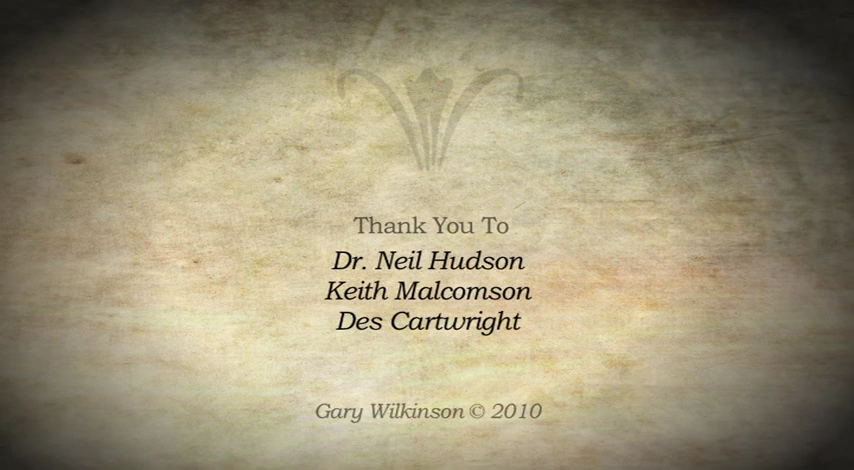 Thank You To
Dr. Neil Hudson
Keith Malcomson
Des Cartwright
Gary Wilkinson © 2010